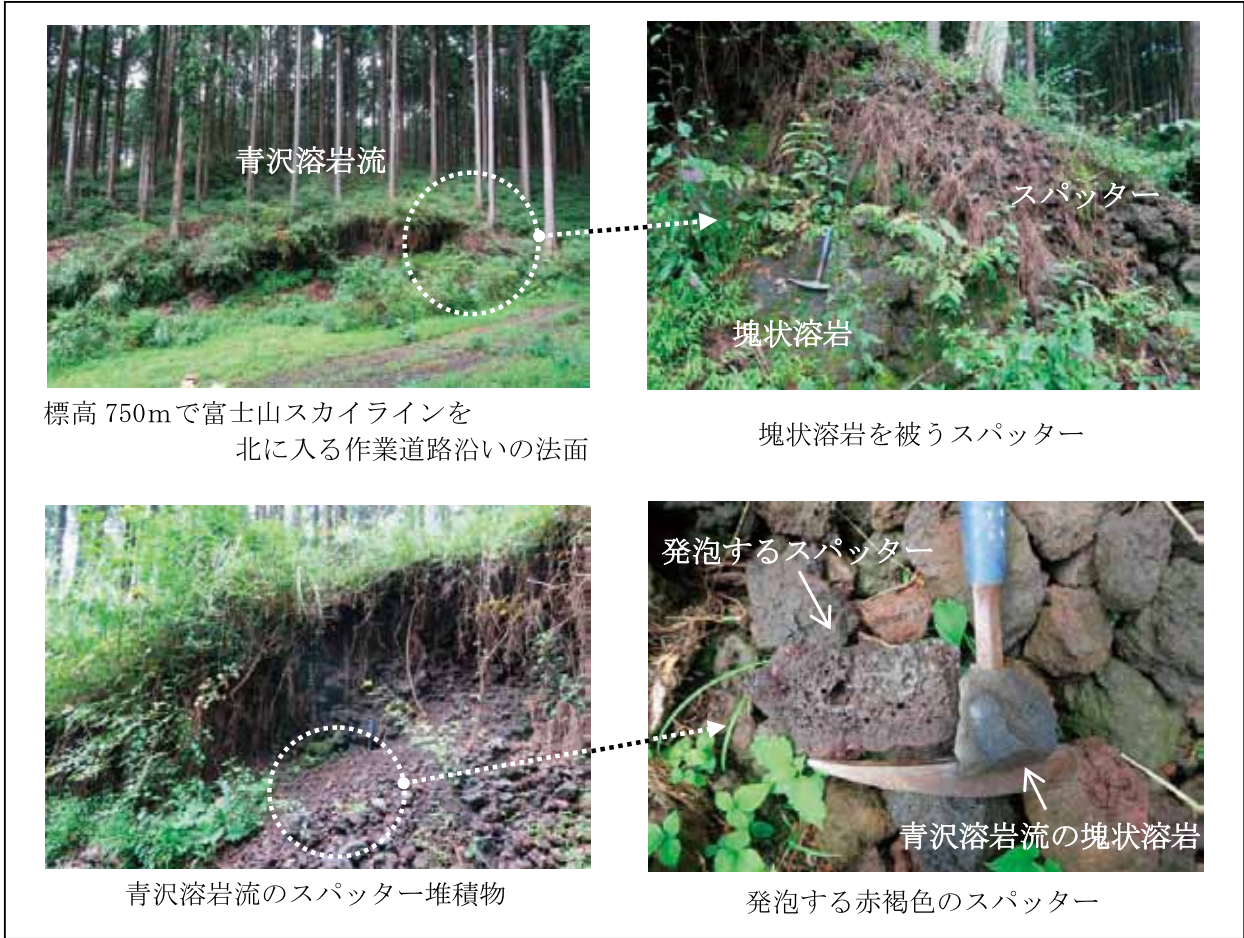 青沢溶岩流
標高 750mで富士山スカイラインを
北に入る作業道路沿いの法面
スパッター
塊状溶岩
塊状溶岩を被うスパッター
青沢溶岩流のスパッター堆積物
発泡するスパッター
青沢溶岩流の塊状溶岩
発泡する赤褐色のスパッター